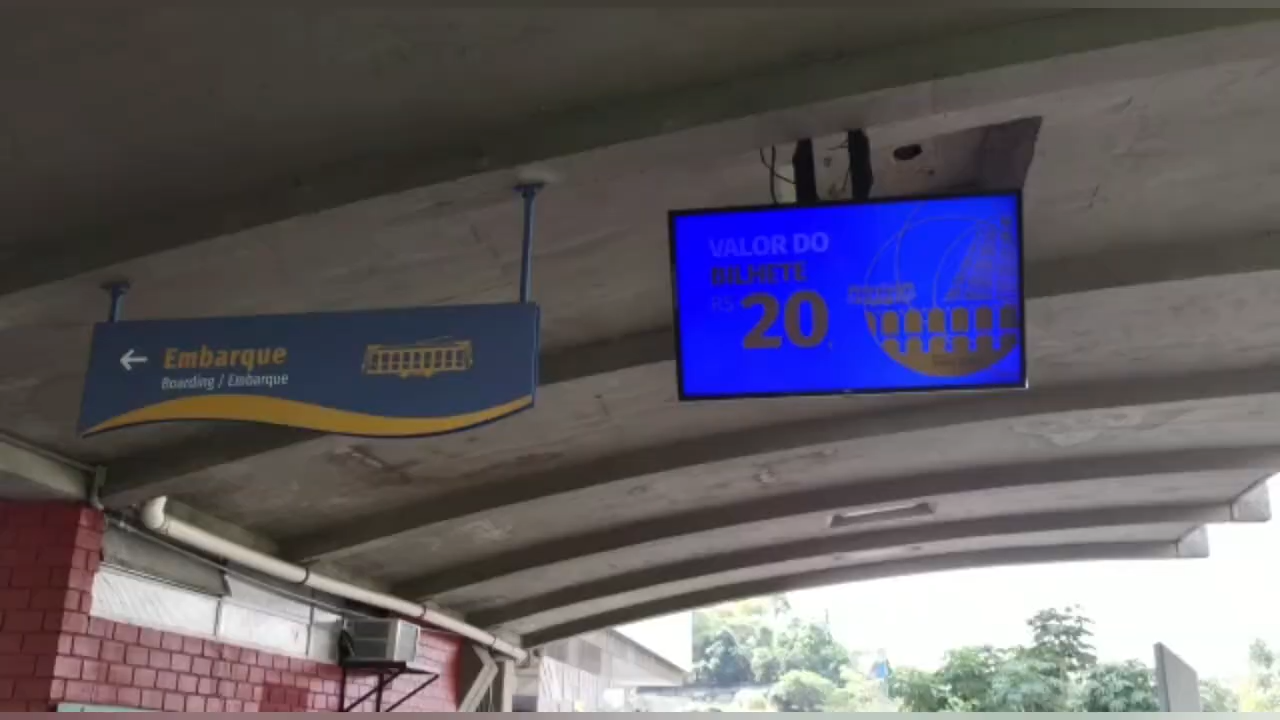 Embarque
Boarding / Embarque
VALOR DO
BILHETE
R$ 20